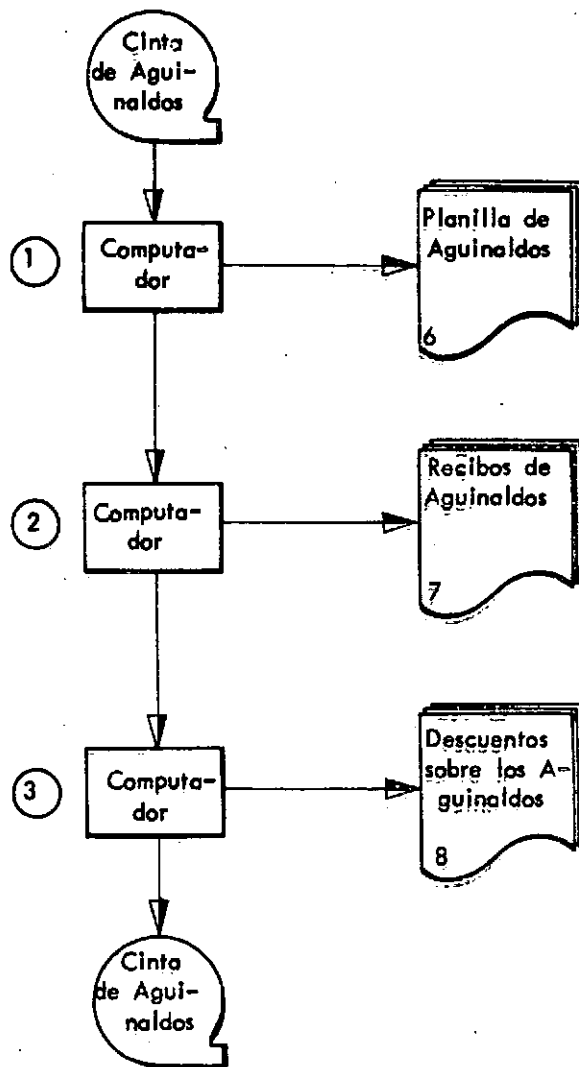 Cinta
de Agui-
naldos
1
Computa-
dor
Planilla de
Aguinaldos
6
2
Computa-
dor
Recibos de
Aguinaldos
7
3
Computa-
dor
Descuentos
sobre los A-
guinaldos
8
Cinta
de Agui-
naldos